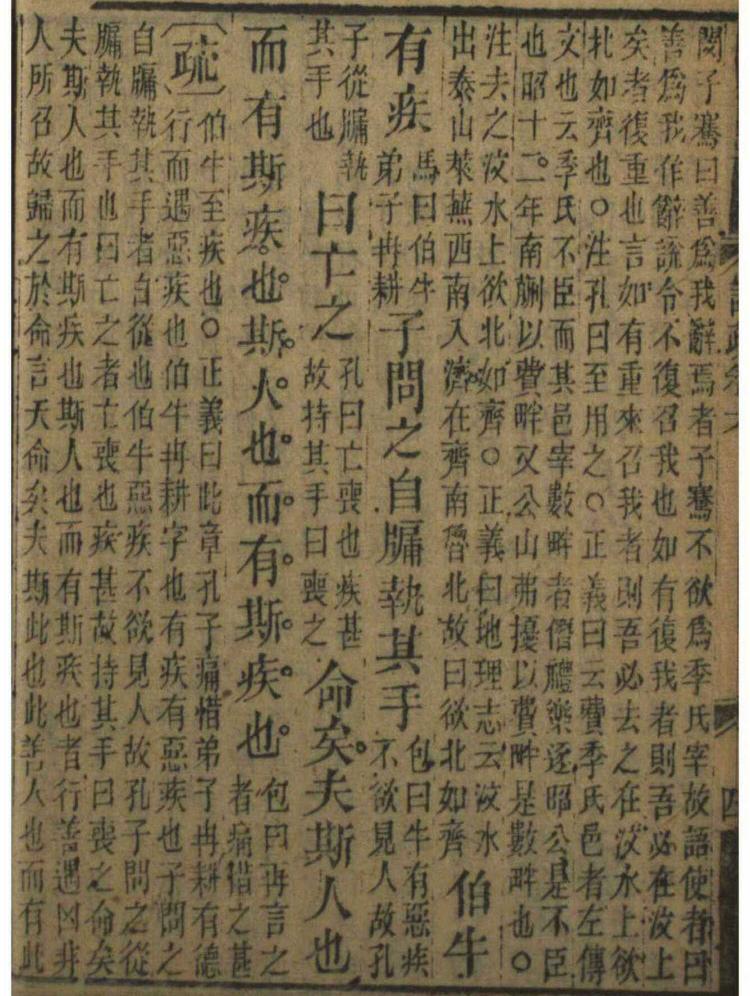 語疏卷六
四
閔子騫曰善爲我辭焉者子騫不欲爲季氏宰故語使者曰
善爲我作辭說令不復召我也如有復我者則吾必在汶上
矣者復重也言如有重來召我者則吾必去之在汶水上欲
北如齊也○注孔曰至用之○正義曰云費季氏邑者左傳
文也云季氏不臣而其邑宰數畔者僭禮樂逐昭公是不臣
也昭十二年南蒯以費畔又公山弗擾以費畔是數畔也○
注去之汶水上欲北如齊○正義曰地理志云汶水
出泰山萊蕪西南入濟在齊南魯北故曰欲北如齊
伯牛
有疾
馬曰伯牛
弟子冉耕
子問之自牖執其手
包曰牛有惡疾
不欲見人故孔
子從牖執
其手也
曰亡之
孔曰亡喪也疾甚
故持其手曰喪之
命矣夫斯人也
而有斯疾也斯人也而有斯疾也
包曰再言之
者痛惜之甚
疏
伯牛至疾也○正義曰此章孔子痛惜弟子冉耕有德
行而遇惡疾也伯牛冉耕字也有疾有惡疾也子問之
自牖執其手者自從也伯牛惡疾不欲見人故孔子問之從
牖執其手也曰亡之者亡喪也疾甚故持其手曰喪之命矣
夫斯人也而有斯疾也斯人也而有斯疾也者行善遇凶非
人所召故歸之於命言天命矣夫斯此也此善人也而有此